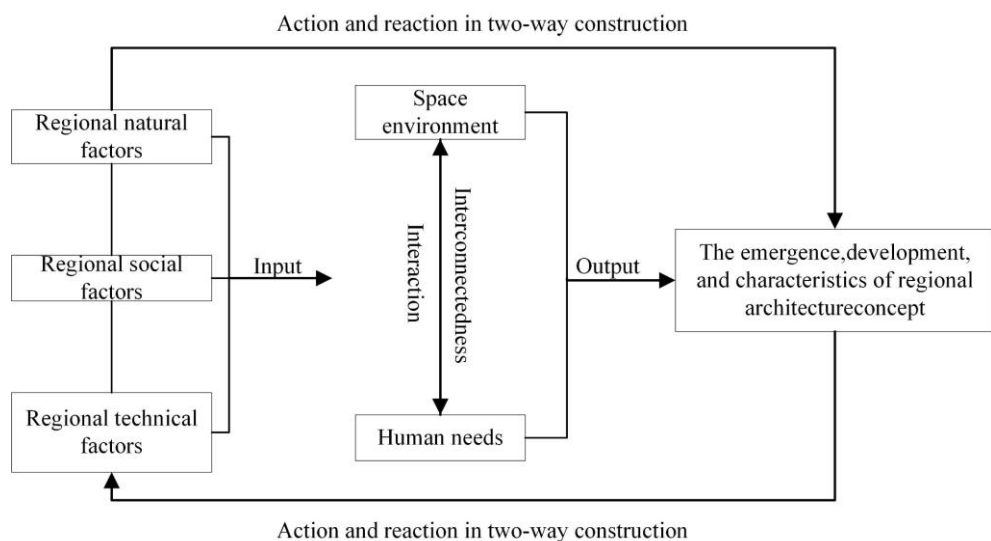 Action and reaction in two-way construction
Regional natural
factors
Regional social
factors
Regional technical
factors
Input
Space
environment
Interaction
Interconnectedness
Human needs
Output
The emergence,development,
and characteristics of regional
architectureconcept
Action and reaction in two-way construction